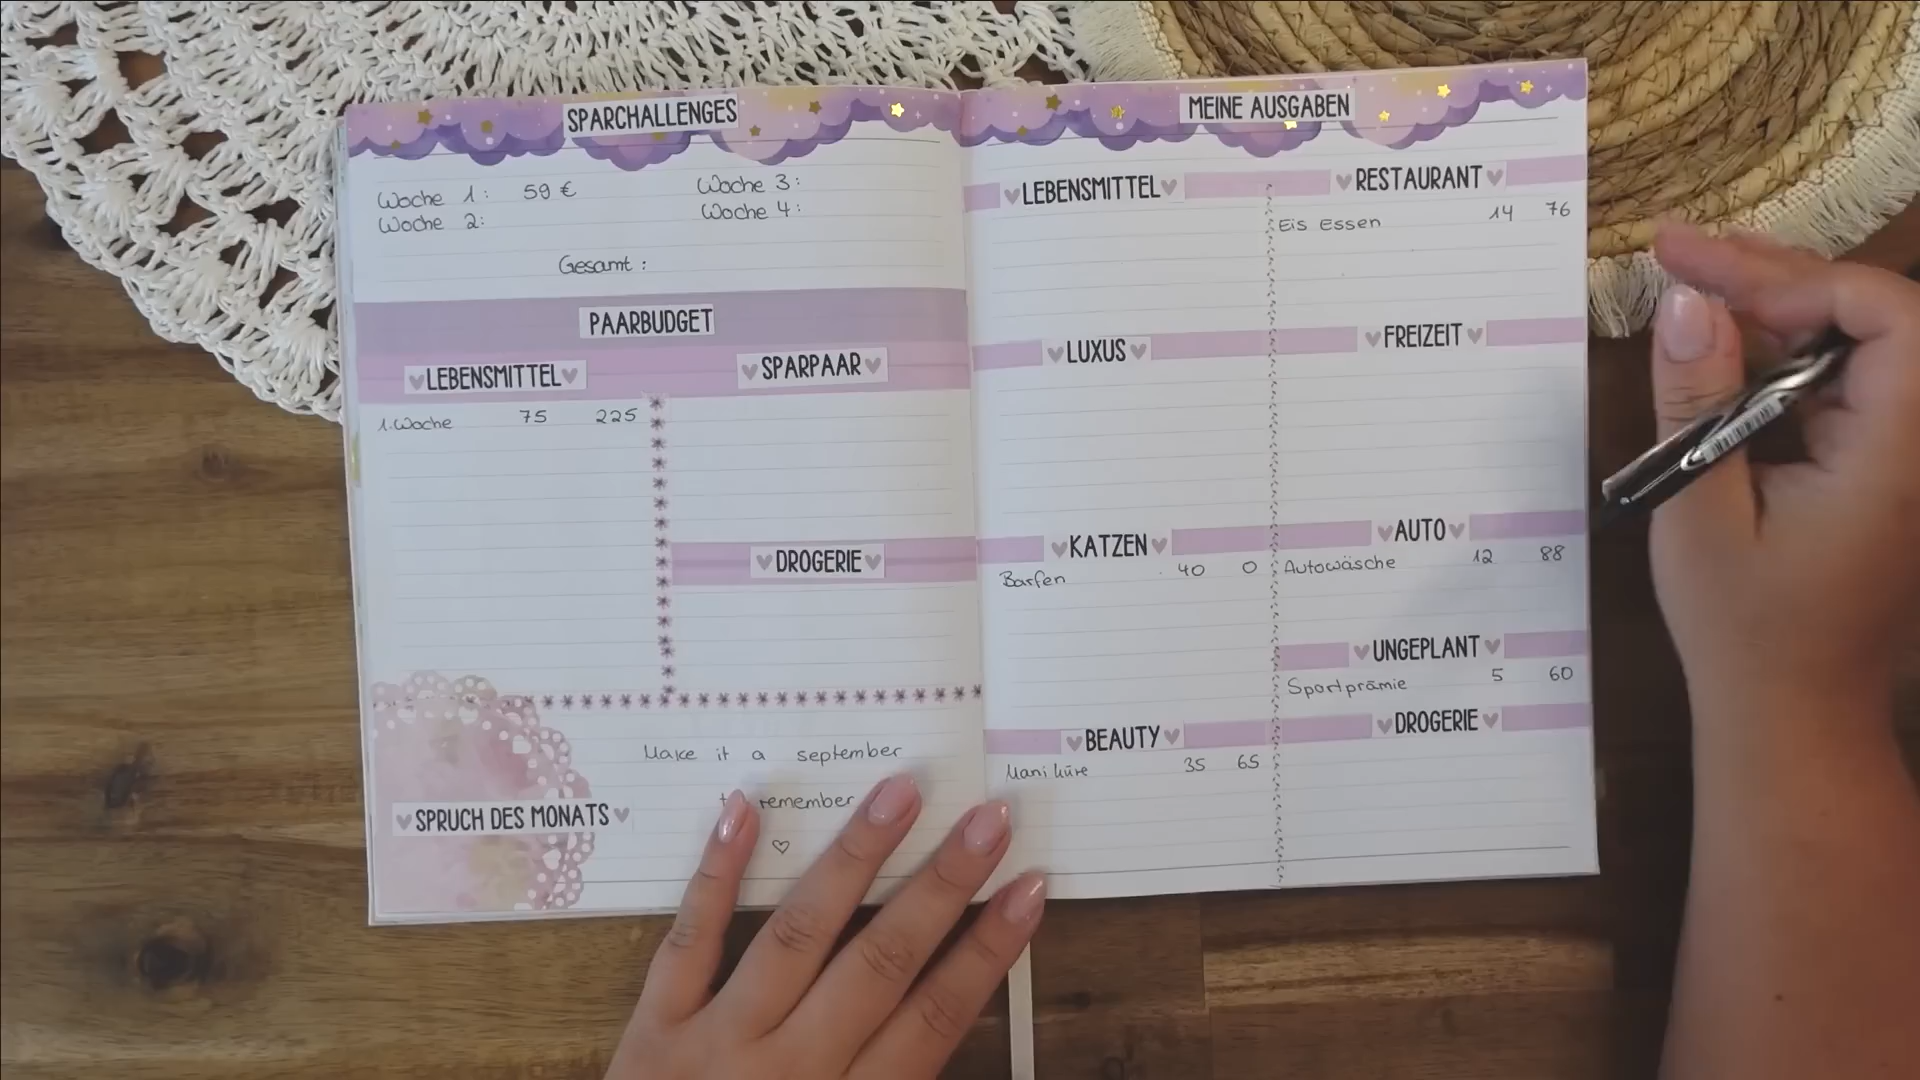 SPARCHALLENGES
Woche 1: 59 €
Woche 2:
Woche 3:
Woche 4:
Gesamt:
PAARBUDGET
LEBENSMITTEL
1. Woche 75 225
SPARPAAR
DROGERIE
SPRUCH DES MONATS
Make it a september
remember
MEINE AUSGABEN
LEBENSMITTEL
LUXUS
KATZEN
Barfen 40 0
BEAUTY
Maniküre 35 65
RESTAURANT
Eis essen 14 76
FREIZEIT
AUTO
Autowäsche 12 88
UNGEPLANT
Sportprämie 5 60
DROGERIE